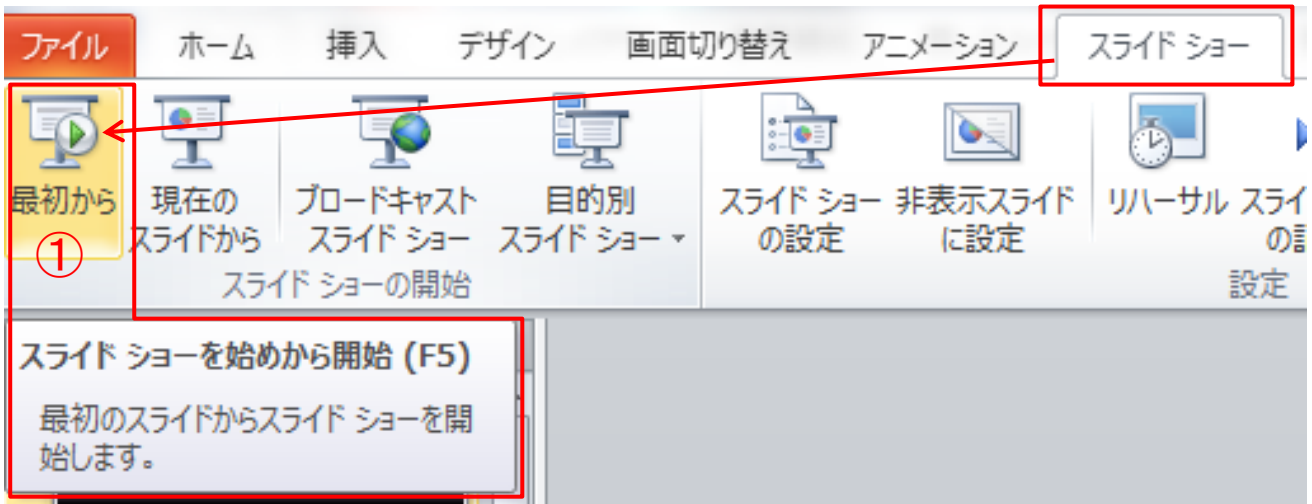 ファイル ホーム 挿入 デザイン 画面切り替え アニメーション スライド ショー
最初から
①
現在の
スライドから
ブロードキャスト
スライド ショー
目的別
スライド ショー
スライド ショーの開始
スライド ショー
の設定
非表示スライド
に設定
リハーサル
スライ
の
設定
スライド ショーを始めから開始 (F5)
最初のスライドからスライド ショーを開
始します。